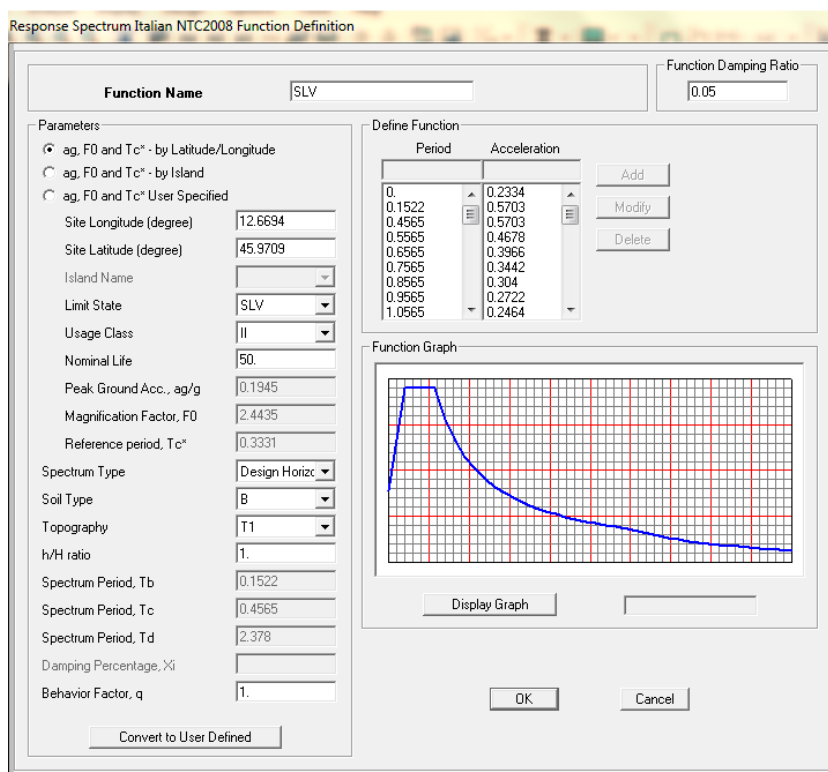 Response Spectrum Italian NTC2008 Function Definition
Function Name
SLV
Function Damping Ratio
0.05
Parameters
ag, F0 and Tc* - by Latitude/Longitude
ag, F0 and Tc* - by Island
ag, F0 and Tc* User Specified
Site Longitude (degree) 12.6694
Site Latitude (degree) 45.9709
Island Name
Limit State SLV
Usage Class II
Nominal Life 50.
Peak Ground Acc., ag/g 0.1945
Magnification Factor, F0 2.4435
Reference period, Tc* 0.3331
Spectrum Type Design Horizc
Soil Type B
Topography T1
h/H ratio 1.
Spectrum Period, Tb 0.1522
Spectrum Period, Tc 0.4565
Spectrum Period, Td 2.378
Damping Percentage, Xi
Behavior Factor, q 1.
Convert to User Defined
Define Function
Period Acceleration
0. 0.2334
0.1522 0.5703
0.4565 0.5703
0.5565 0.4678
0.6565 0.3966
0.7565 0.3442
0.8565 0.304
0.9565 0.2722
1.0565 0.2464
Add
Modify
Delete
Function Graph
Display Graph
OK Cancel